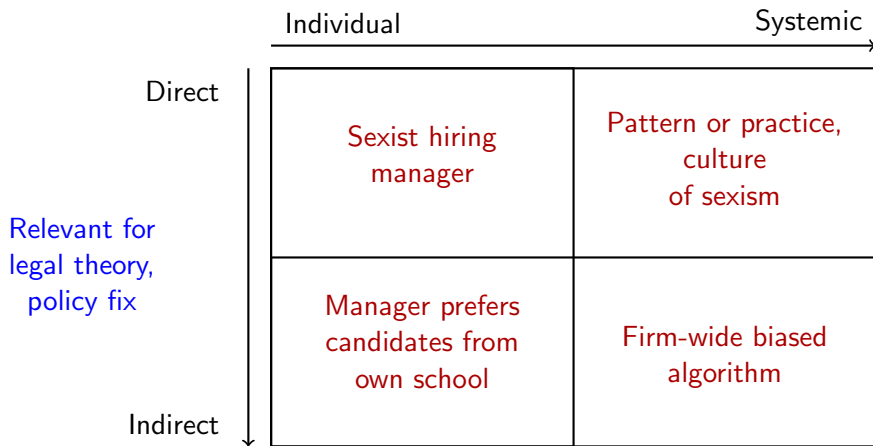 Individual
Systemic
Direct
Sexist hiring
manager
Pattern or practice,
culture
of sexism
Relevant for
legal theory,
policy fix
Manager prefers
candidates from
own school
Firm-wide biased
algorithm
Indirect